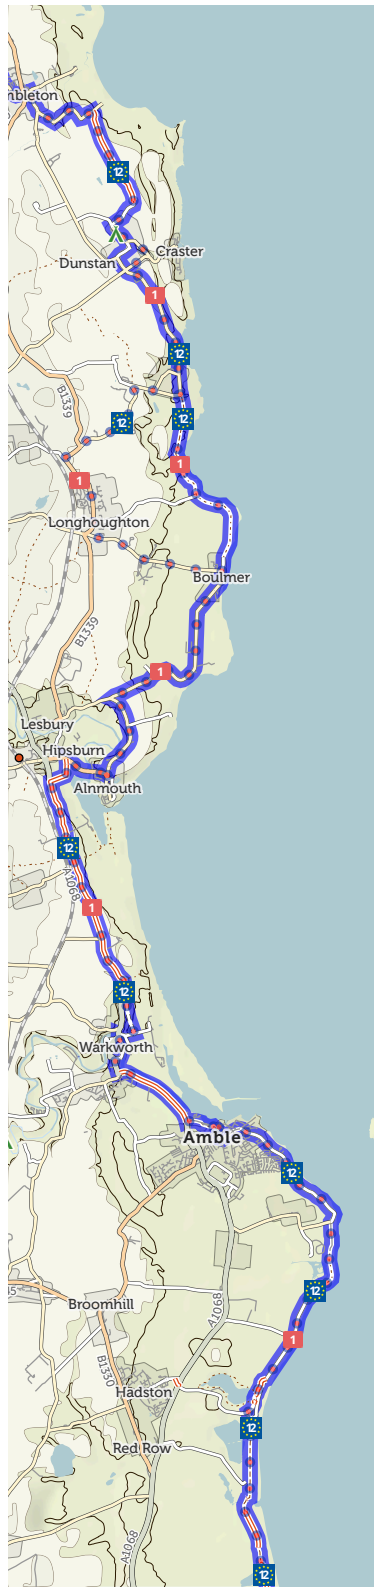 mbleton
12
Craster
Dunstan
1
12
B1339
12
12
1
1
Longhoughton
Boulmer
B1339
1
Lesbury
Hipsburn
Alnmouth
12
A1068
1
12
Warkworth
Amble
12
12
Broomhill
A1068
1
B1330
Hadston
12
Red Row
A1068
12